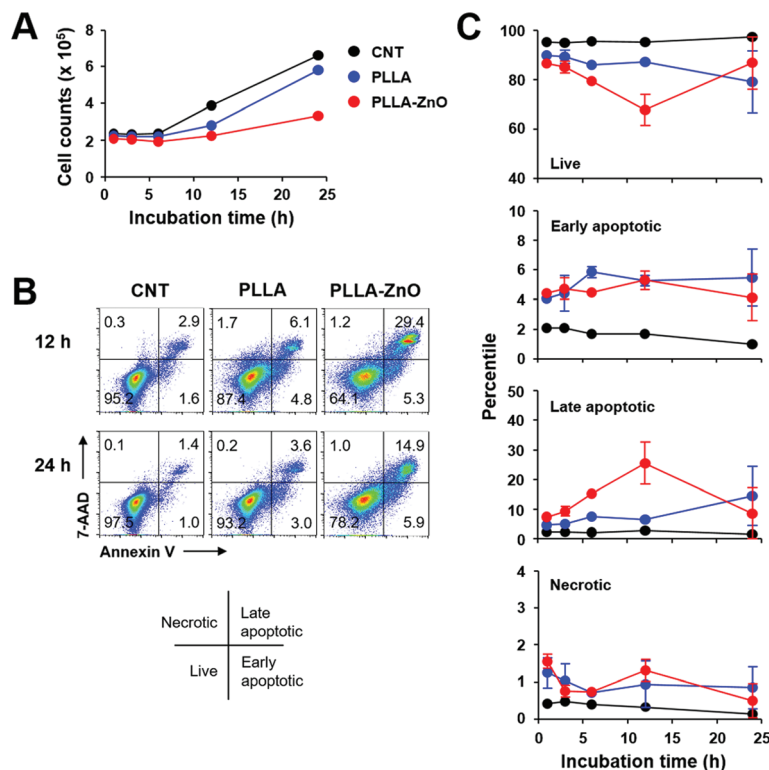 A
Cell counts (x 10⁵)
8
6
4
2
0
0 5 10 15 20 25
Incubation time (h)
CNT
PLLA
PLLA-ZnO
B
CNT PLLA PLLA-ZnO
12 h
0.3 2.9 1.7 6.1 1.2 29.4
95.2 1.6 87.4 4.8 64.1 5.3
24 h
0.1 1.4 0.2 3.6 1.0 14.9
97.5 1.0 93.2 3.0 78.2 5.9
7-AAD
Annexin V
Necrotic Late
apoptotic
Live Early
apoptotic
C
Percentile
100
80
60
40
Live
10
8
6
4
2
0
Early apoptotic
50
40
30
20
10
0
Late apoptotic
4
3
2
1
0
Necrotic
0 5 10 15 20 25
Incubation time (h)